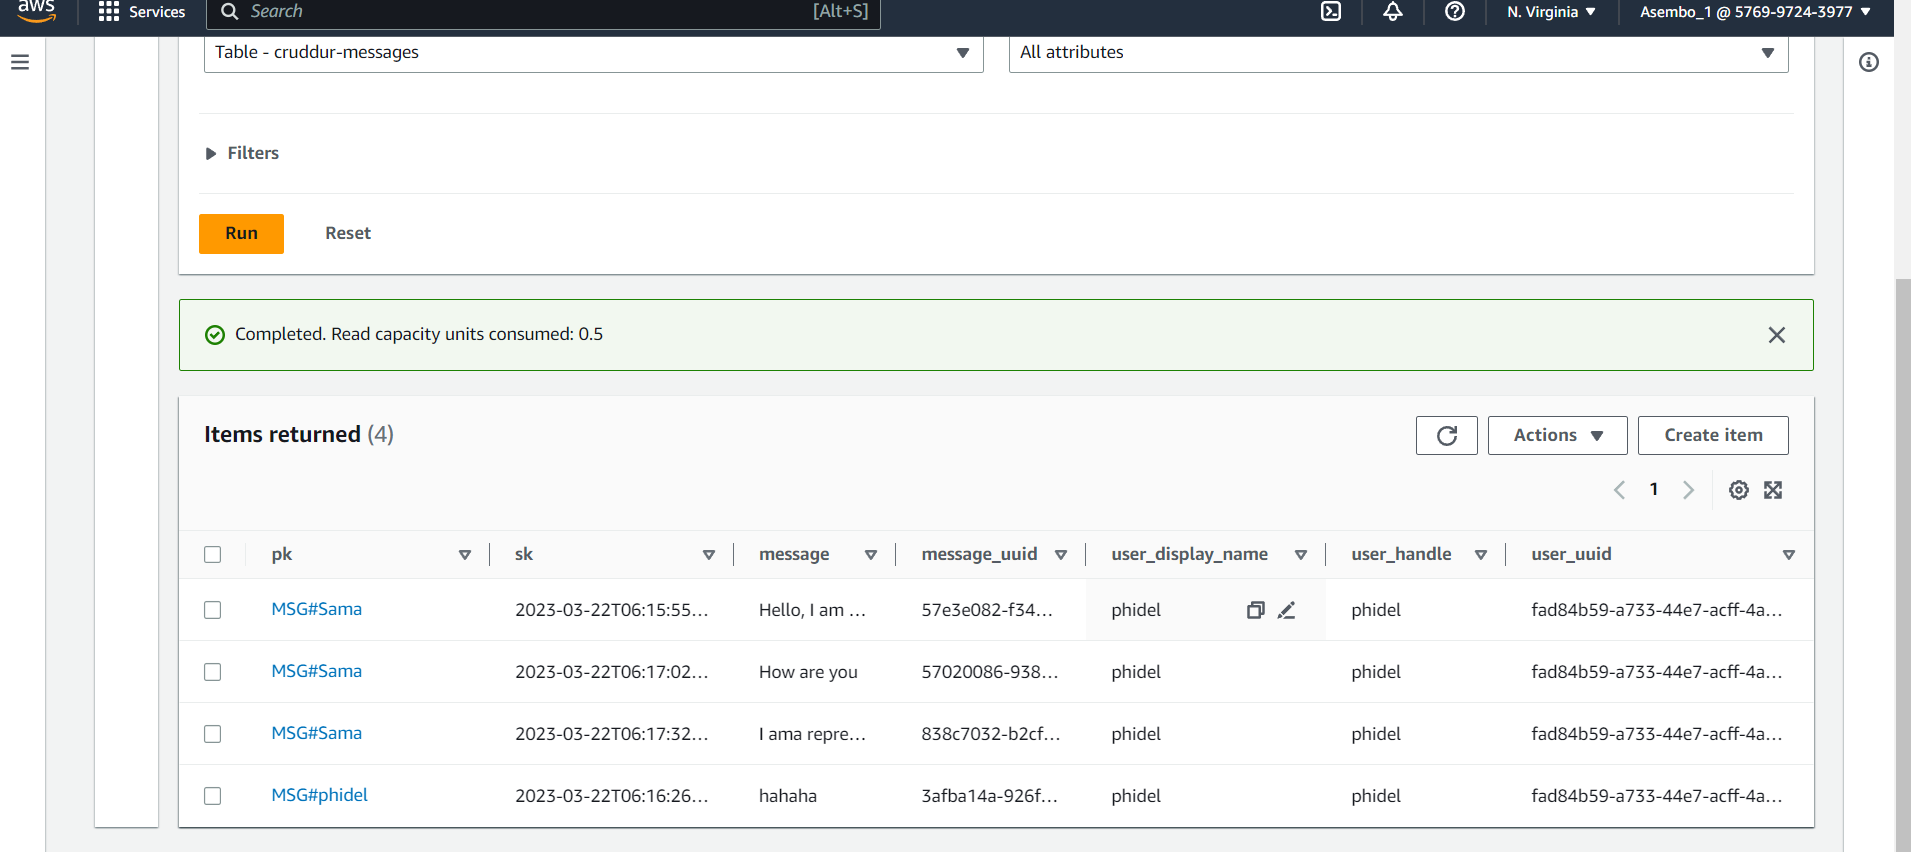 aws Services Search [Alt+S] N. Virginia Asembo_1 @ 5769-9724-3977
Table - cruddur-messages All attributes
Filters
Run Reset
Completed. Read capacity units consumed: 0.5
Items returned (4) Actions Create item
1
pk sk message message_uuid user_display_name user_handle user_uuid
MSG#Sama 2023-03-22T06:15:55... Hello, I am ... 57e3e082-f34... phidel phidel fad84b59-a733-44e7-acff-4a...
MSG#Sama 2023-03-22T06:17:02... How are you 57020086-938... phidel phidel fad84b59-a733-44e7-acff-4a...
MSG#Sama 2023-03-22T06:17:32... I ama repre... 838c7032-b2cf... phidel phidel fad84b59-a733-44e7-acff-4a...
MSG#phidel 2023-03-22T06:16:26... hahaha 3afba14a-926f... phidel phidel fad84b59-a733-44e7-acff-4a...